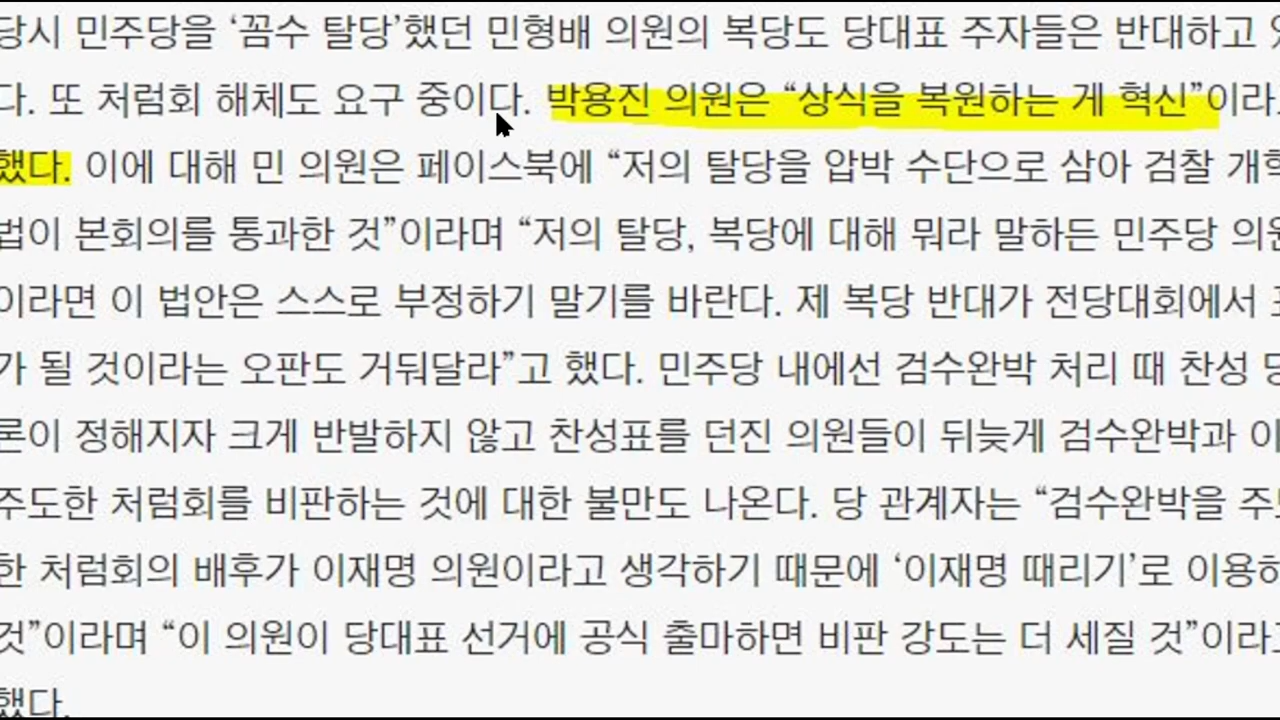 당시 민주당을 ‘꼼수 탈당’했던 민형배 의원의 복당도 당대표 주자들은 반대하고
다. 또 처럼회 해체도 요구 중이다. 박용진 의원은 “상식을 복원하는 게 혁신”이라
했다. 이에 대해 민 의원은 페이스북에 “저의 탈당을 압박 수단으로 삼아 검찰 개혁
법이 본회의를 통과한 것”이라며 “저의 탈당, 복당에 대해 뭐라 말하든 민주당 의원
이라면 이 법안은 스스로 부정하기 말기를 바란다. 제 복당 반대가 전당대회에서
가 될 것이라는 오판도 거둬달라”고 했다. 민주당 내에선 검수완박 처리 때 찬성 당
론이 정해지자 크게 반발하지 않고 찬성표를 던진 의원들이 뒤늦게 검수완박과 이
주도한 처럼회를 비판하는 것에 대한 불만도 나온다. 당 관계자는 “검수완박을 주도
한 처럼회의 배후가 이재명 의원이라고 생각하기 때문에 ‘이재명 때리기’로 이용하
것”이라며 “이 의원이 당대표 선거에 공식 출마하면 비판 강도는 더 세질 것”이라고
했다.